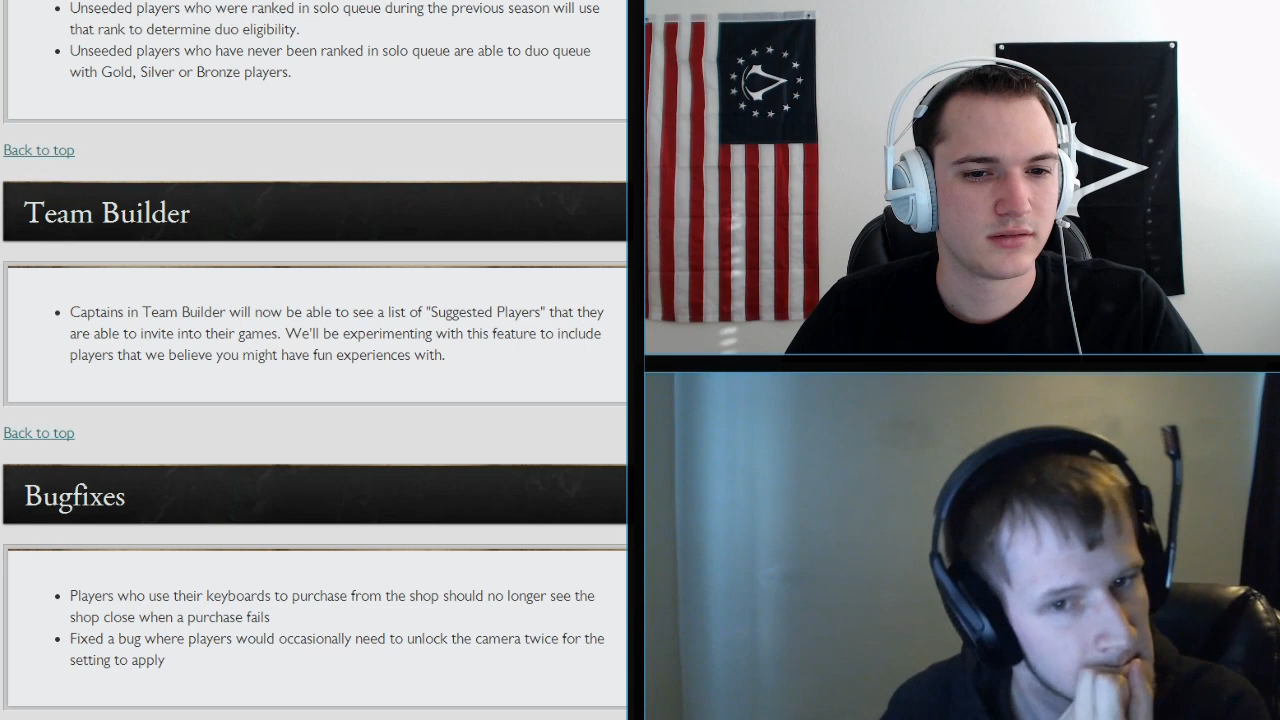 Unseeded players who were ranked in solo queue during the previous season will use
that rank to determine duo eligibility.
Unseeded players who have never been ranked in solo queue are able to duo queue
with Gold, Silver or Bronze players.
Back to top
Team Builder
Captains in Team Builder will now be able to see a list of "Suggested Players" that they
are able to invite into their games. We'll be experimenting with this feature to include
players that we believe you might have fun experiences with.
Back to top
Bugfixes
Players who use their keyboards to purchase from the shop should no longer see the
shop close when a purchase fails
Fixed a bug where players would occasionally need to unlock the camera twice for the
setting to apply